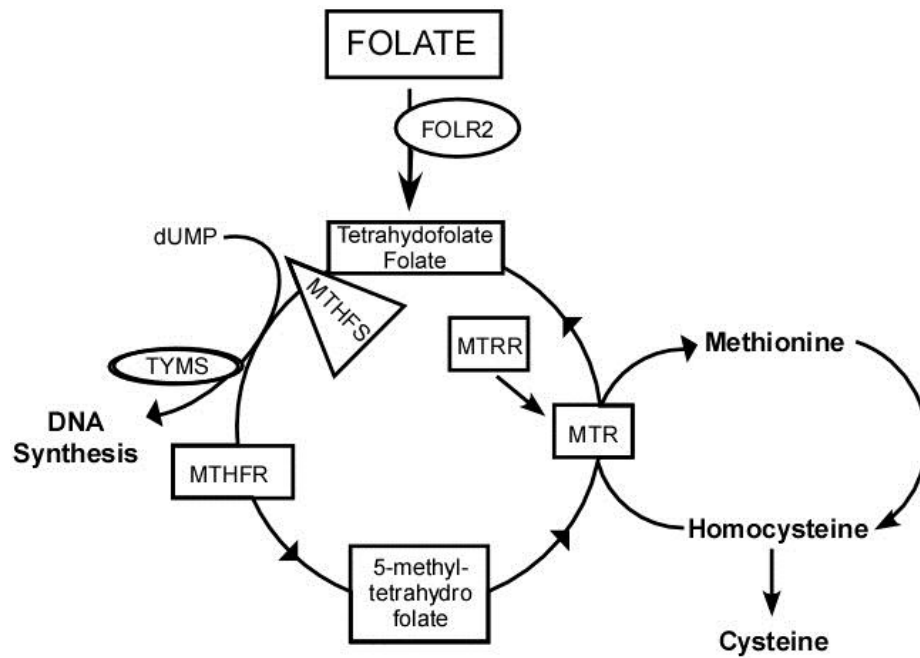 FOLATE
FOLR2
Tetrahydofolate
Folate
dUMP
MTHFS
MTRR
Methionine
TYMS
DNA
Synthesis
MTR
MTHFR
Homocysteine
5-methyl-
tetrahydro
folate
Cysteine